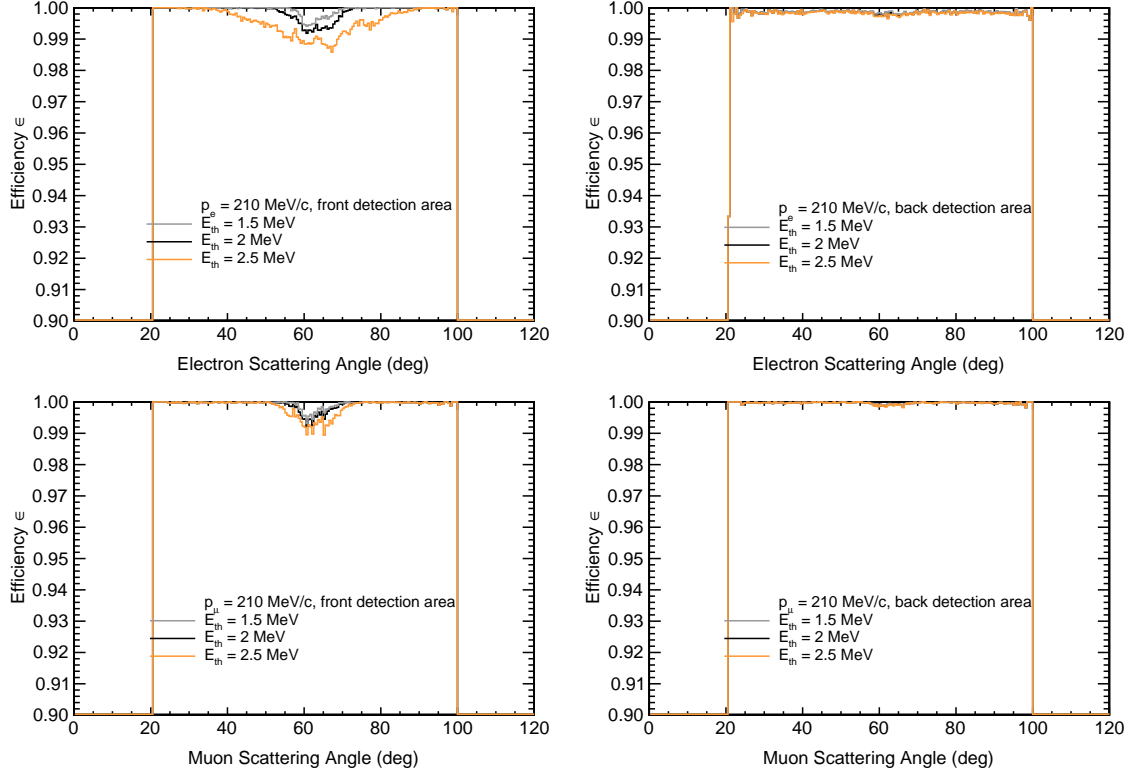 1.00
0.99
0.98
0.97
0.96
0.95
0.94
0.93
0.92
0.91
0.90
Efficiency ∈
p_e = 210 MeV/c, front detection area
E_th = 1.5 MeV
E_th = 2 MeV
E_th = 2.5 MeV
0 20 40 60 80 100 120
Electron Scattering Angle (deg)
1.00
0.99
0.98
0.97
0.96
0.95
0.94
0.93
0.92
0.91
0.90
Efficiency ∈
p_e = 210 MeV/c, back detection area
E_th = 1.5 MeV
E_th = 2 MeV
E_th = 2.5 MeV
0 20 40 60 80 100 120
Electron Scattering Angle (deg)
1.00
0.99
0.98
0.97
0.96
0.95
0.94
0.93
0.92
0.91
0.90
Efficiency ∈
p_μ = 210 MeV/c, front detection area
E_th = 1.5 MeV
E_th = 2 MeV
E_th = 2.5 MeV
0 20 40 60 80 100 120
Muon Scattering Angle (deg)
1.00
0.99
0.98
0.97
0.96
0.95
0.94
0.93
0.92
0.91
0.90
Efficiency ∈
p_μ = 210 MeV/c, back detection area
E_th = 1.5 MeV
E_th = 2 MeV
E_th = 2.5 MeV
0 20 40 60 80 100 120
Muon Scattering Angle (deg)